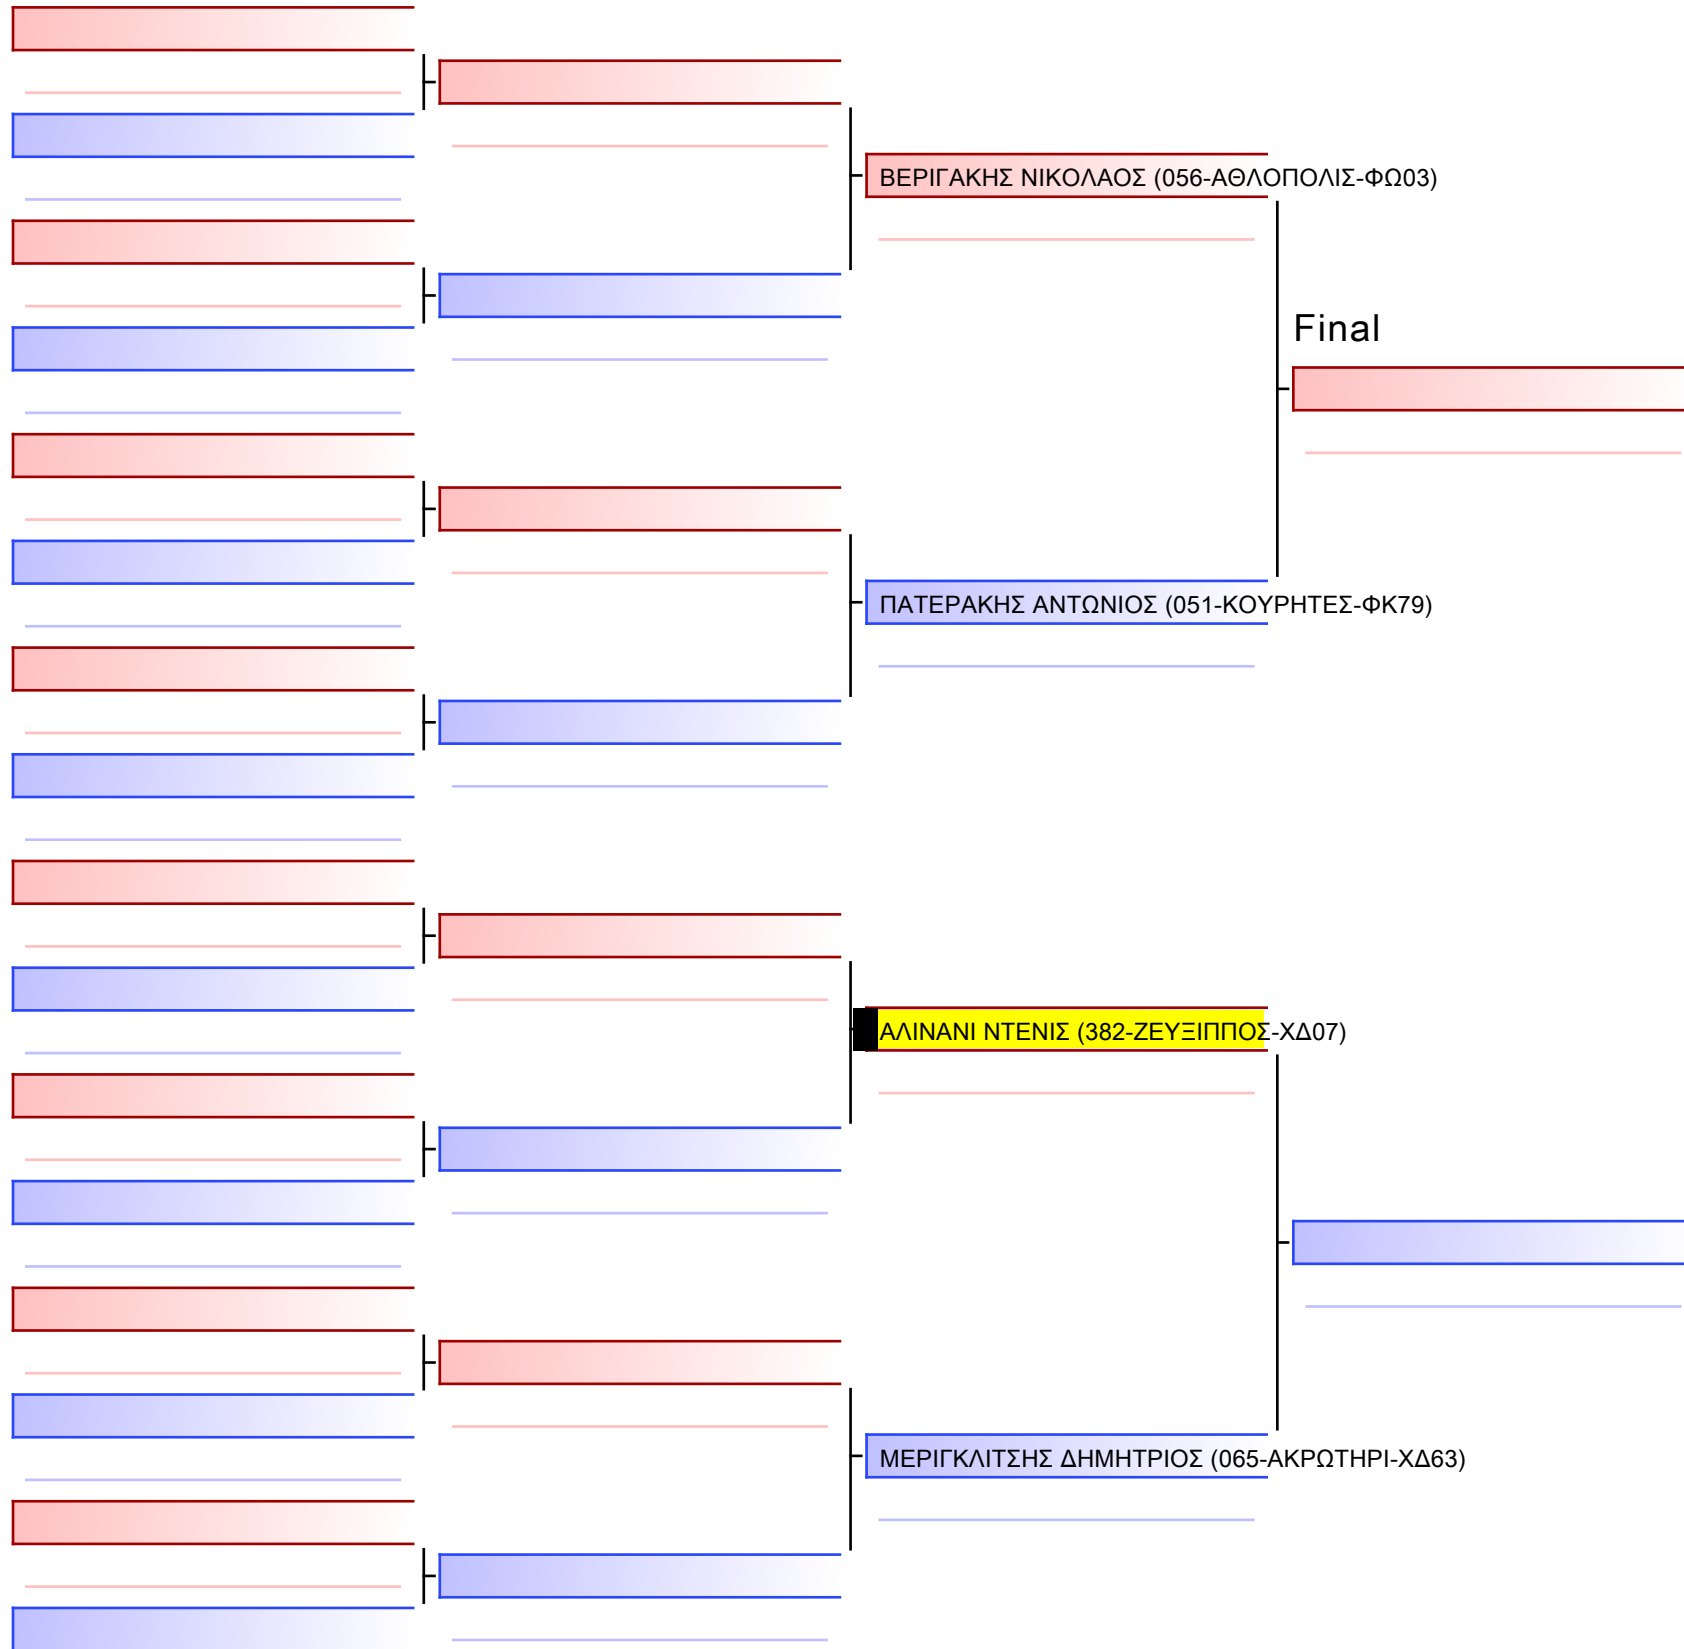 ΒΕΡΙΓΑΚΗΣ ΝΙΚΟΛΑΟΣ (056-ΑΘΛΟΠΟΛΙΣ-ΦΩ03)
Final
ΠΑΤΕΡΑΚΗΣ ΑΝΤΩΝΙΟΣ (051-ΚΟΥΡΗΤΕΣ-ΦΚ79)
ΑΛΙΝΑΝΙ ΝΤΕΝΙΣ (382-ΖΕΥΞΙΠΠΟΣ-ΧΔ07)
ΜΕΡΙΓΚΛΙΤΣΗΣ ΔΗΜΗΤΡΙΟΣ (065-ΑΚΡΩΤΗΡΙ-ΧΔ63)